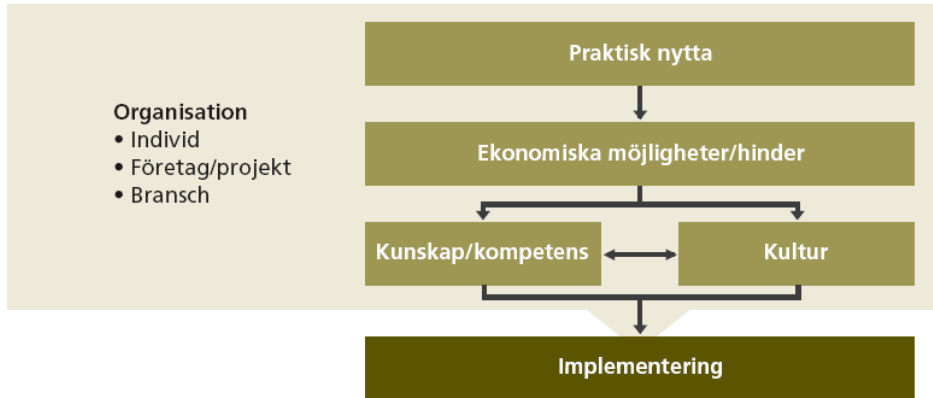 Praktisk nytta
Organisation
• Individ
• Företag/projekt
• Bransch
Ekonomiska möjligheter/hinder
Kunskap/kompetens
Kultur
Implementering